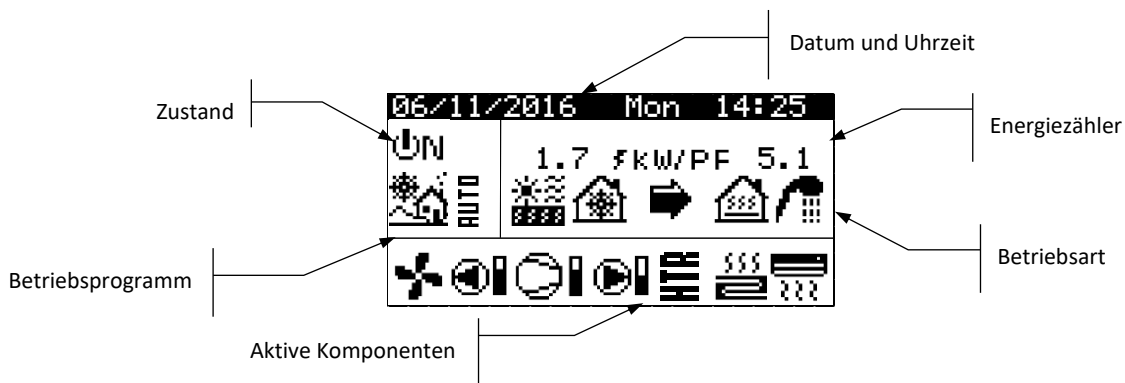 Datum und Uhrzeit
Zustand
06/11/2016 Mon 14:25
Energiezähler
ON
1.7 kW/PF 5.1
AUTO
Betriebsart
Betriebsprogramm
HTR
Aktive Komponenten